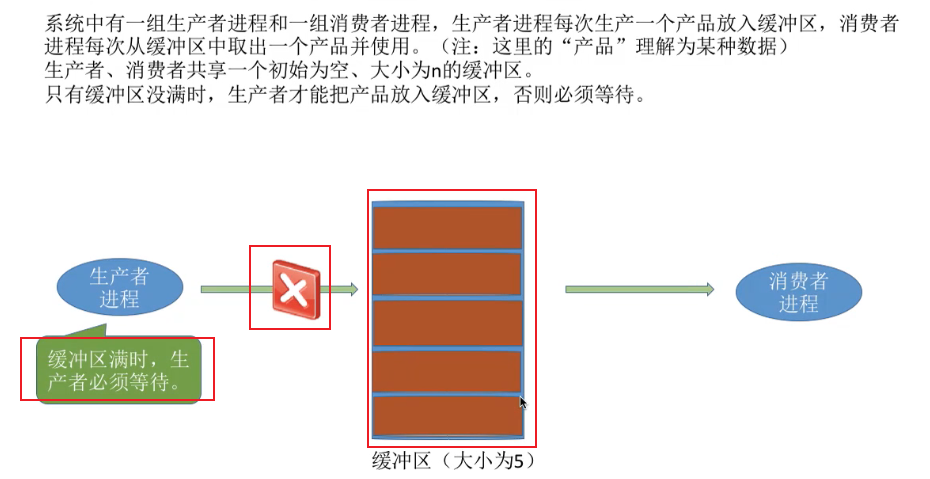 系统中有一组生产者进程和一组消费者进程，生产者进程每次生产一个产品放入缓冲区，消费者
进程每次从缓冲区中取出一个产品并使用。（注：这里的“产品”理解为某种数据）
生产者、消费者共享一个初始为空、大小为n的缓冲区。
只有缓冲区没满时，生产者才能把产品放入缓冲区，否则必须等待。
生产者
进程
消费者
进程
缓冲区满时，生
产者必须等待。
缓冲区（大小为5）